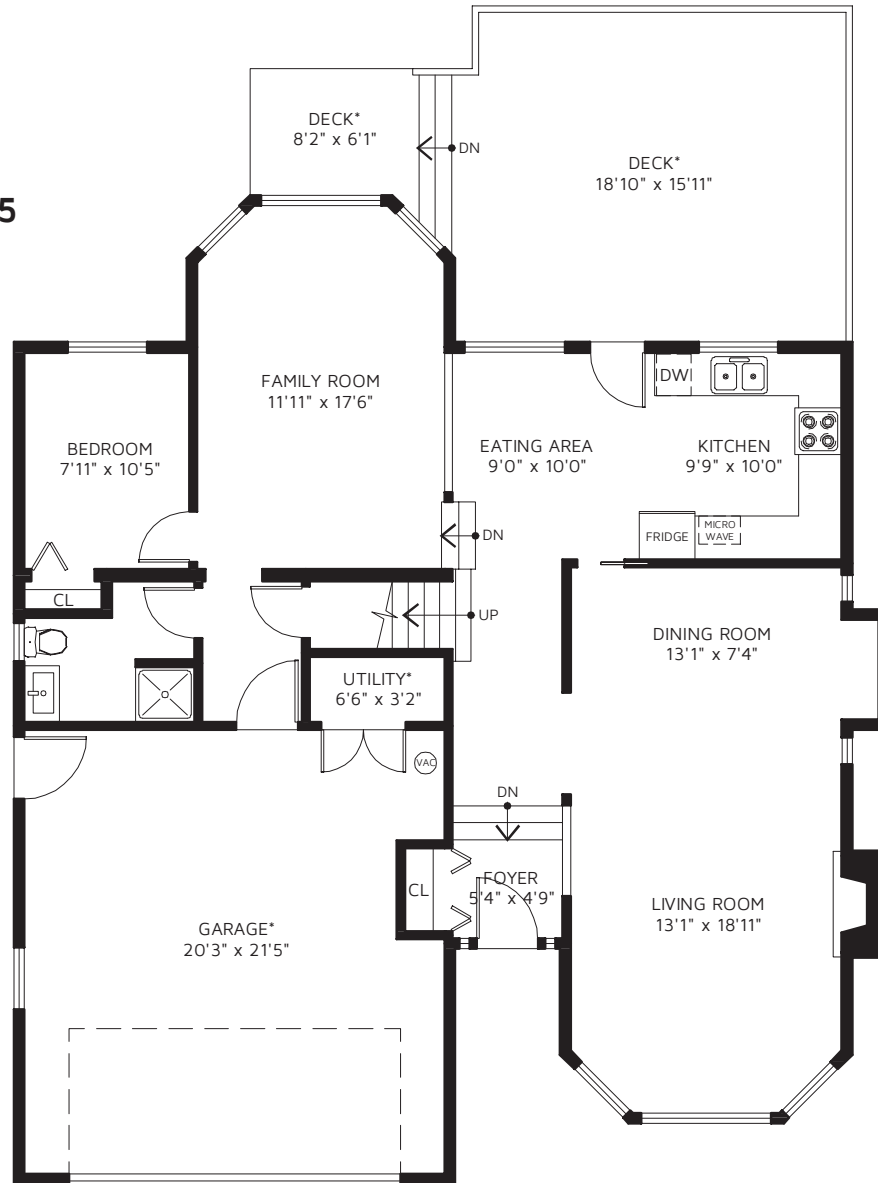 DECK*
8'2" x 6'1"
DN
DECK*
18'10" x 15'11"
5
FAMILY ROOM
11'11" x 17'6"
DW
BEDROOM
7'11" x 10'5"
EATING AREA
9'0" x 10'0"
KITCHEN
9'9" x 10'0"
DN
FRIDGE
MICRO
WAVE
CL
UP
DINING ROOM
13'1" x 7'4"
UTILITY*
6'6" x 3'2"
VAC
DN
CL
FOYER
5'4" x 4'9"
LIVING ROOM
13'1" x 18'11"
GARAGE*
20'3" x 21'5"